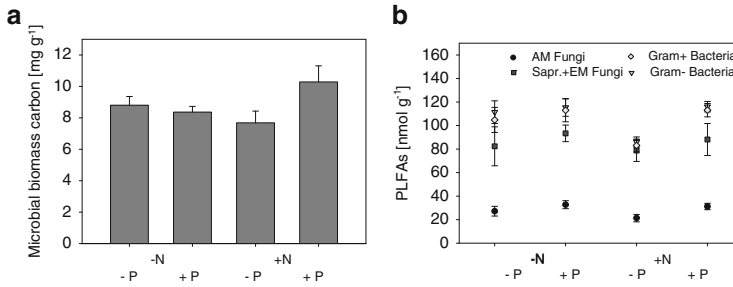 a
Microbial biomass carbon [mg g-1]
14
12
10
8
6
4
2
0
-N +N
- P + P - P + P
b
PLFAs [nmol g-1]
160
140
120
100
80
60
40
20
0
AM Fungi
Sapr.+EM Fungi
Gram+ Bacteria
Gram- Bacteria
-N +N
- P + P - P + P